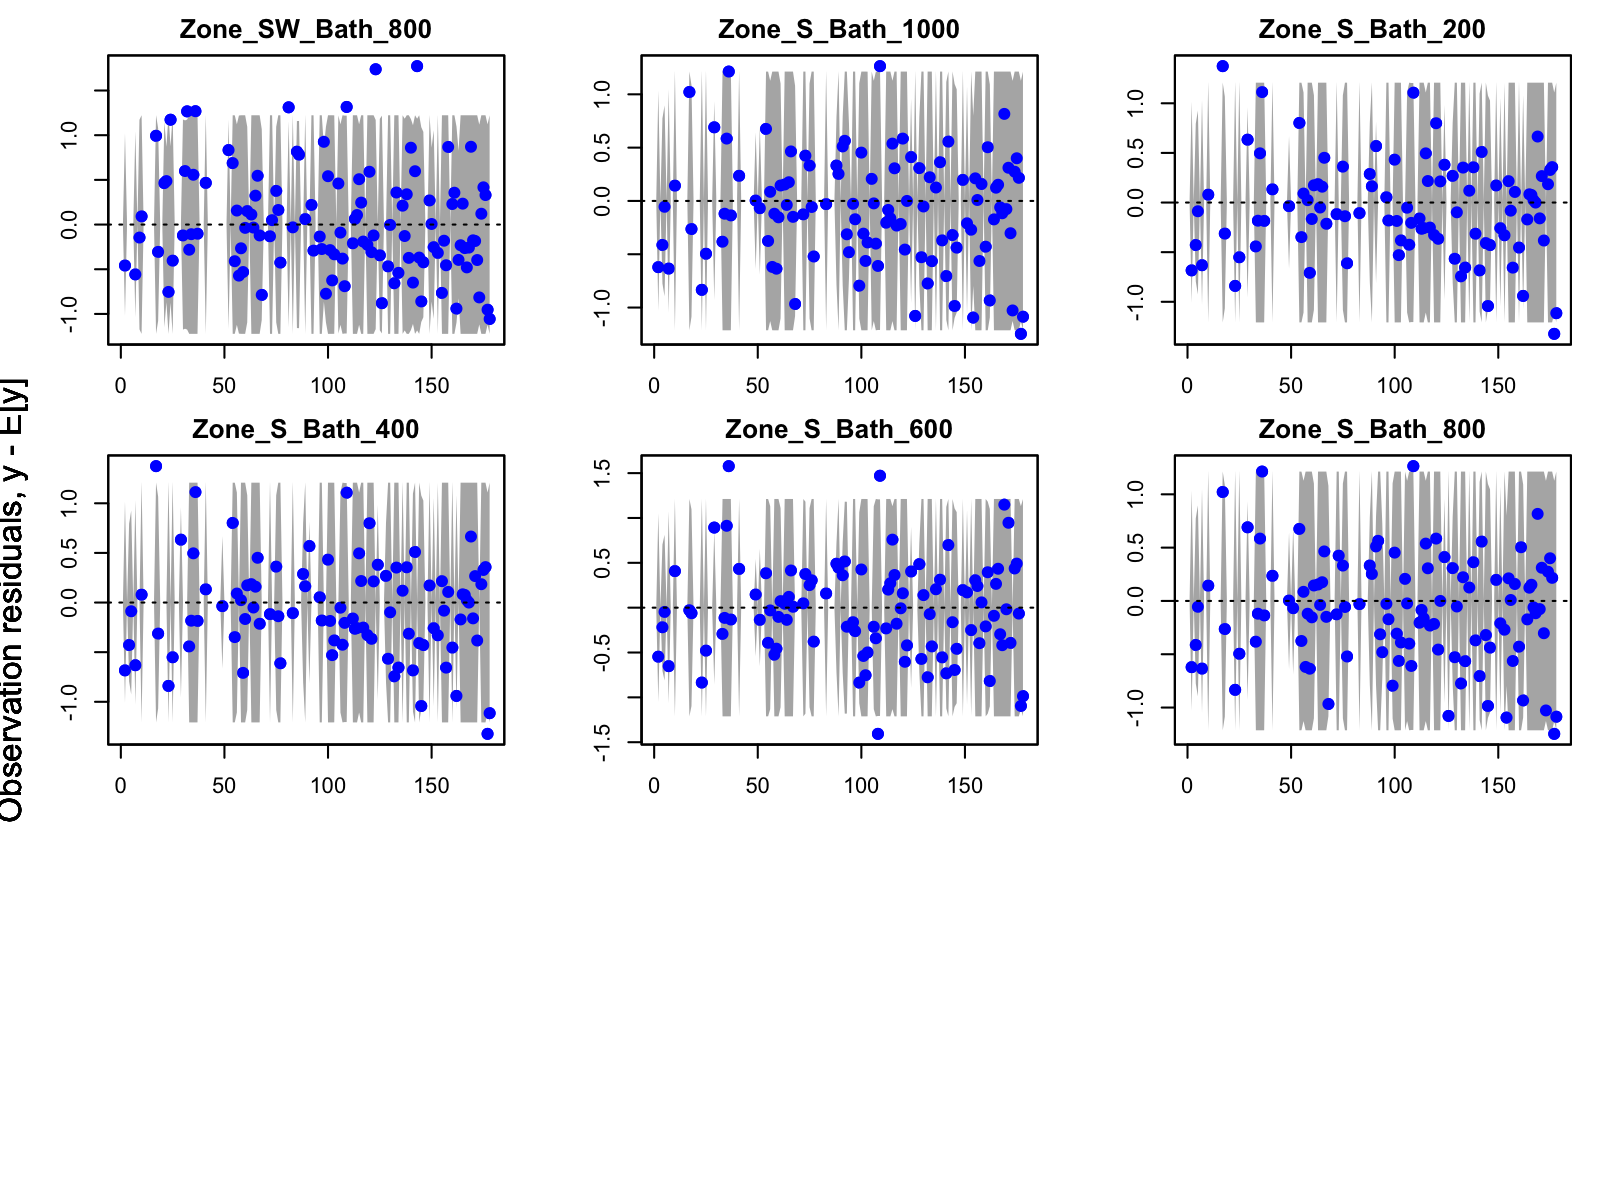 Observation residuals, y - E[y]
Zone_SW_Bath_800
1.0
0.0
-1.0
0 50 100 150
Zone_S_Bath_1000
1.0
0.5
0.0
-1.0
0 50 100 150
Zone_S_Bath_200
1.0
0.5
0.0
-1.0
0 50 100 150
Zone_S_Bath_400
1.0
0.5
0.0
-1.0
0 50 100 150
Zone_S_Bath_600
1.5
0.5
-0.5
-1.5
0 50 100 150
Zone_S_Bath_800
1.0
0.5
0.0
-1.0
0 50 100 150